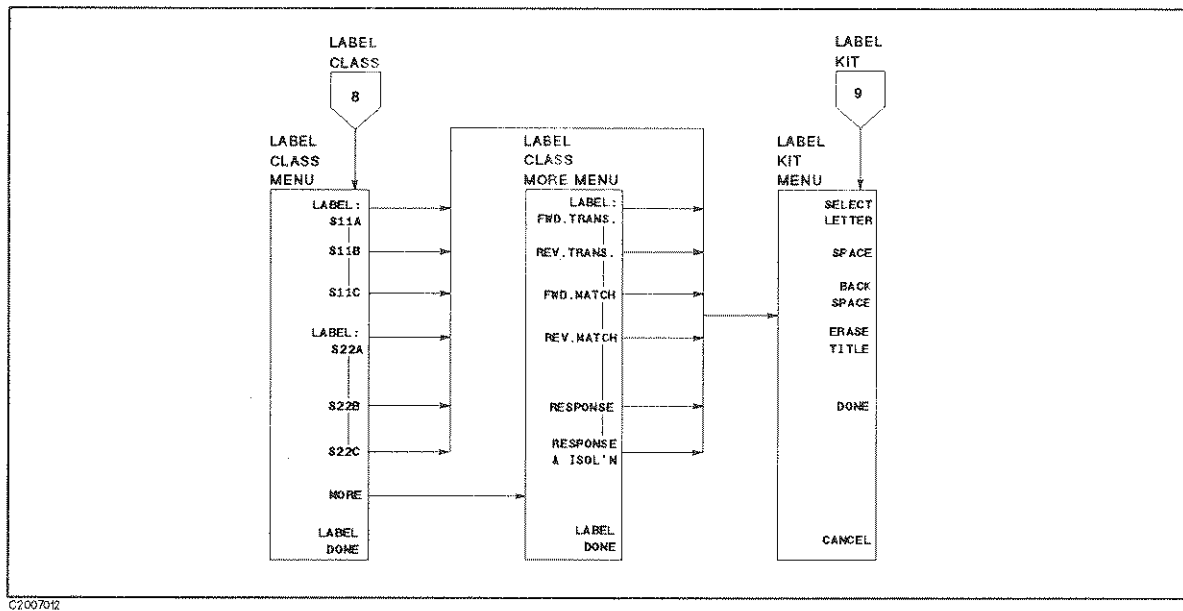 LABEL
CLASS
8
LABEL
KIT
9
LABEL
CLASS
MENU
LABEL:
S11A
S11B
S11C
LABEL:
S22A
S22B
S22C
MORE
LABEL
DONE
LABEL
CLASS
MORE MENU
LABEL:
FWD.TRANS.
REV.TRANS.
FWD.MATCH
REV.MATCH
RESPONSE
RESPONSE
& ISOL'N
LABEL
DONE
LABEL
KIT
MENU
SELECT
LETTER
SPACE
BACK
SPACE
ERASE
TITLE
DONE
CANCEL
C2007012